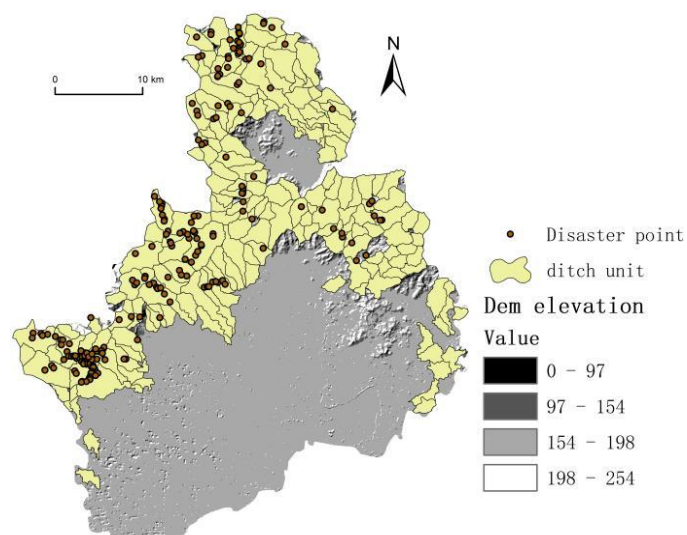 N
0 10 km
Disaster point
ditch unit
Dem elevation
Value
0 - 97
97 - 154
154 - 198
198 - 254